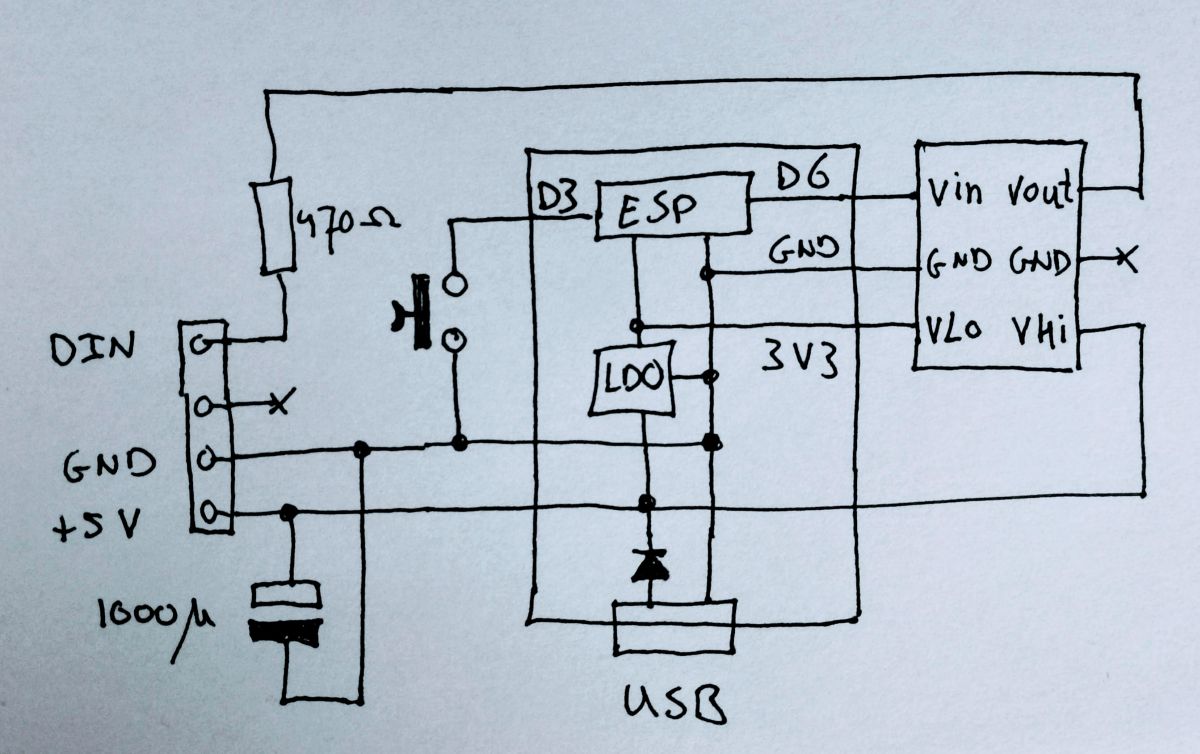 D3
ESP
D6
Vin Vout
470Ω
GND
GND GND
DIN
VLo VHi
3V3
LDO
GND
+5V
1000μ
USB